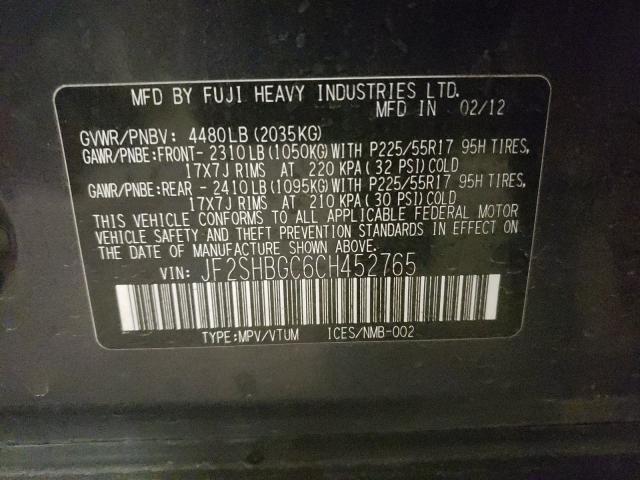 MFD BY FUJI HEAVY INDUSTRIES LTD.
MFD IN 02/12
GVWR/PNBV: 4480LB(2035KG)
GAWR/PNBE:FRONT-2310LB(1050KG)WITH P225/55R17 95H TIRES,
17X7J RIMS AT 220 KPA(32 PSI)COLD
GAWR/PNBE:REAR -2410LB(1095KG)WITH P225/55R17 95H TIRES,
17X7J RIMS AT 210 KPA(30 PSI)COLD
THIS VEHICLE CONFORMS TO ALL APPLICABLE FEDERAL MOTOR
VEHICLE SAFETY AND THEFT PREVENTION STANDARDS IN EFFECT ON
THE DATE OF MANUFACTURE SHOWN ABOVE.
VIN: JF2SHBGC6CH452765
TYPE:MPV/VTUM ICES/NMB-002